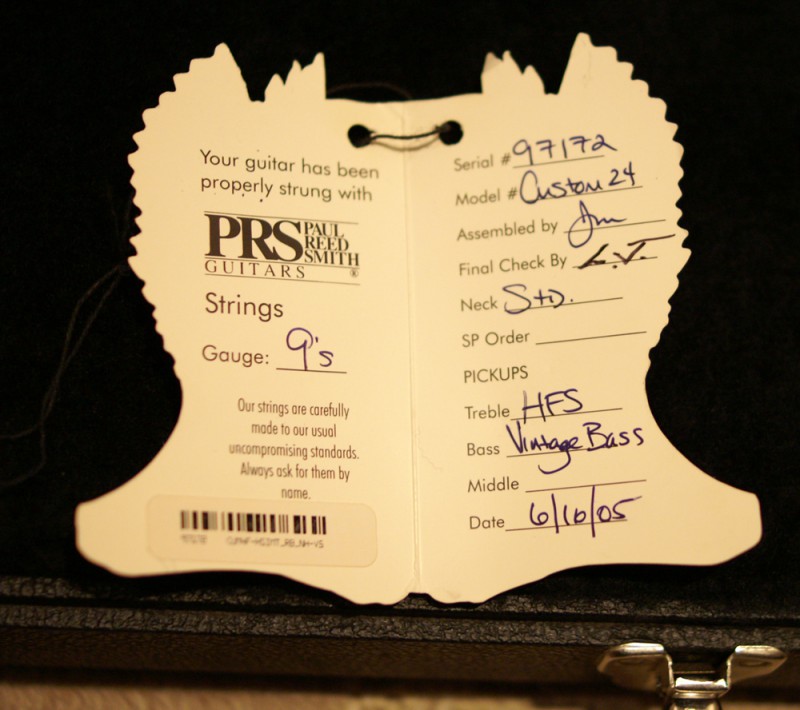 Your guitar has been
properly strung with
PRS PAUL REED SMITH
GUITARS ®
Strings
Gauge: 9's
Our strings are carefully
made to our usual
uncompromising standards.
Always ask for them by
name.
Serial # 97172
Model # Custom 24
Assembled by Jm
Final Check By L.J.
Neck STD.
SP Order
PICKUPS
Treble HFS
Bass Vintage Bass
Middle
Date 6/16/05